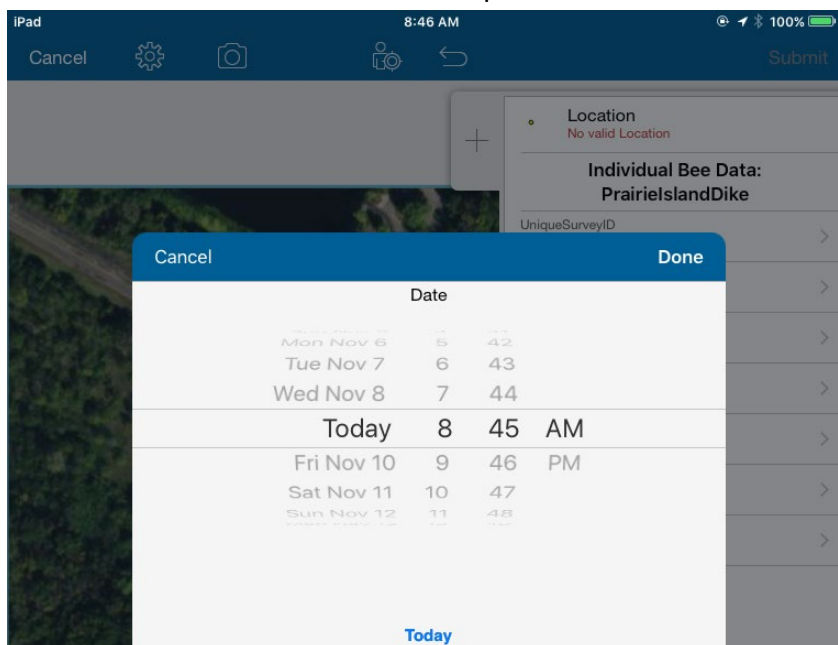 iPad 8:46 AM 100%
Cancel Submit
Location
No valid Location
Individual Bee Data:
PrairieIslandDike
UniqueSurveyID
Cancel Done
Date
Mon Nov 6 5 42
Tue Nov 7 6 43
Wed Nov 8 7 44
Today 8 45 AM
Fri Nov 10 9 46 PM
Sat Nov 11 10 47
Sun Nov 12 11 48
Today